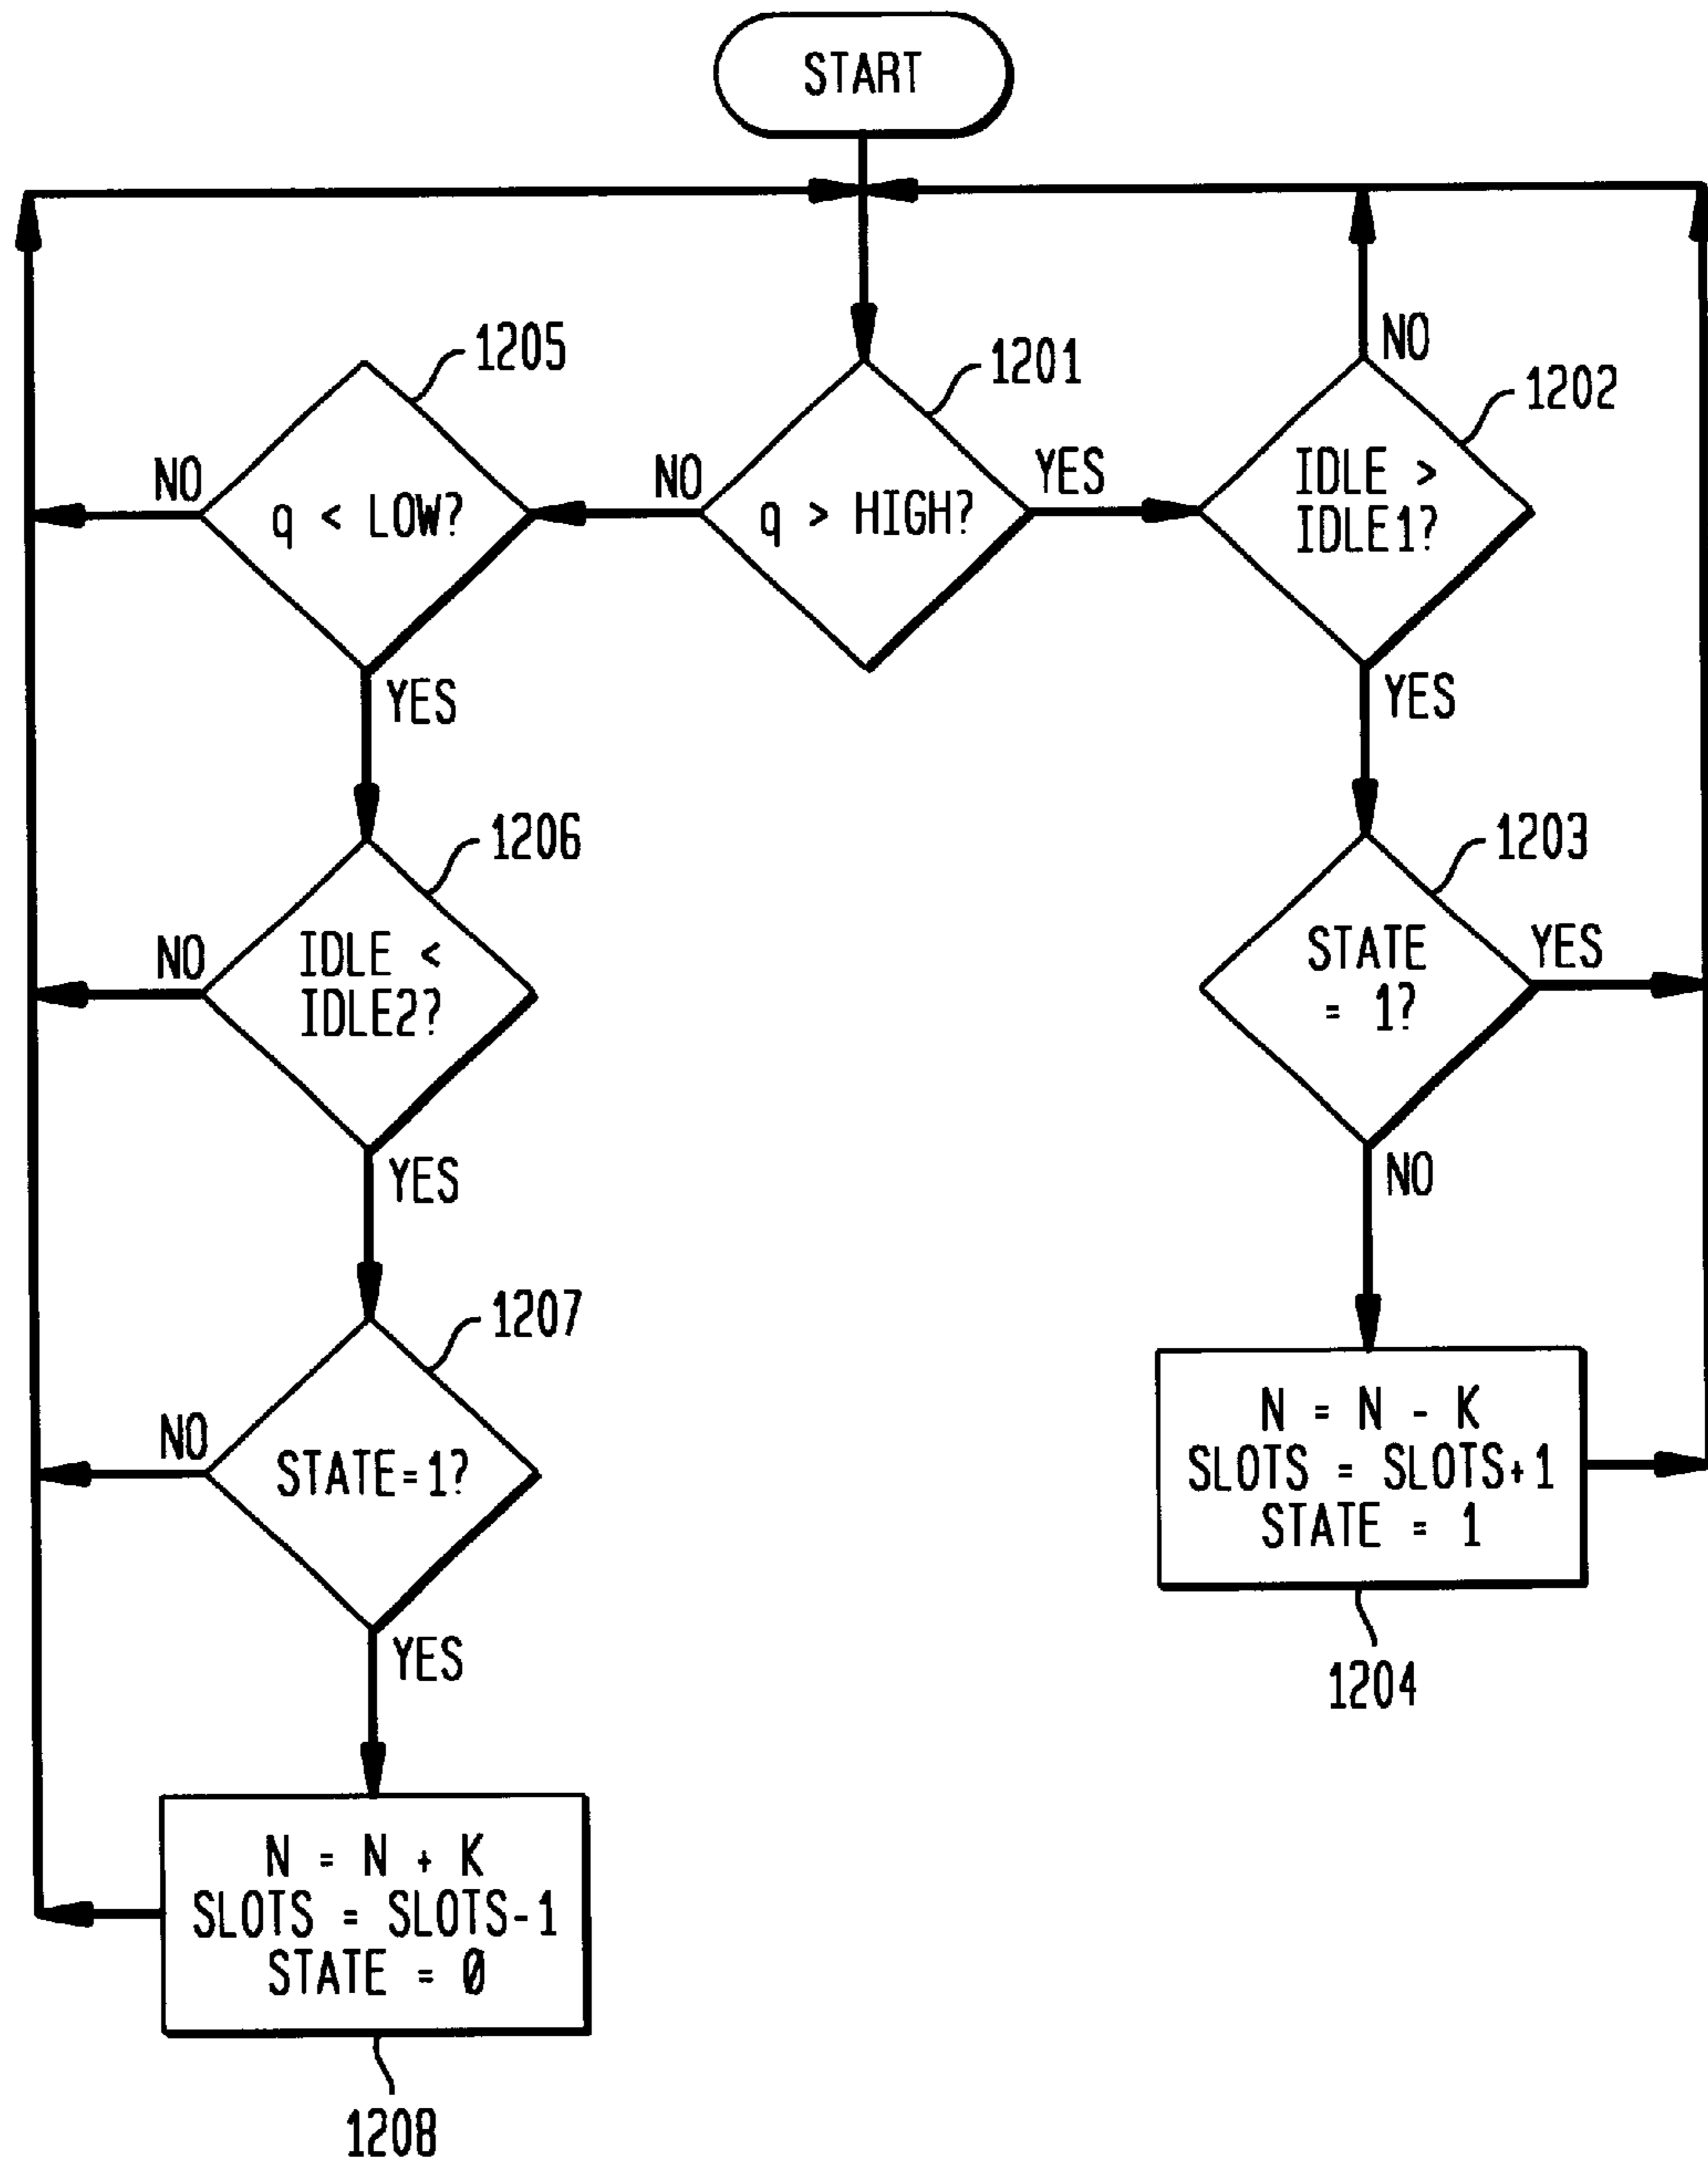 START
1205
1201
1202
NO
NO
q < LOW?
NO
q > HIGH?
YES
IDLE >
IDLE1?
YES
YES
1206
1203
NO
IDLE <
IDLE2?
STATE
= 1?
YES
YES
NO
1207
NO
STATE=1?
N = N - K
SLOTS = SLOTS+1
STATE = 1
YES
1204
N = N + K
SLOTS = SLOTS-1
STATE = 0
1208